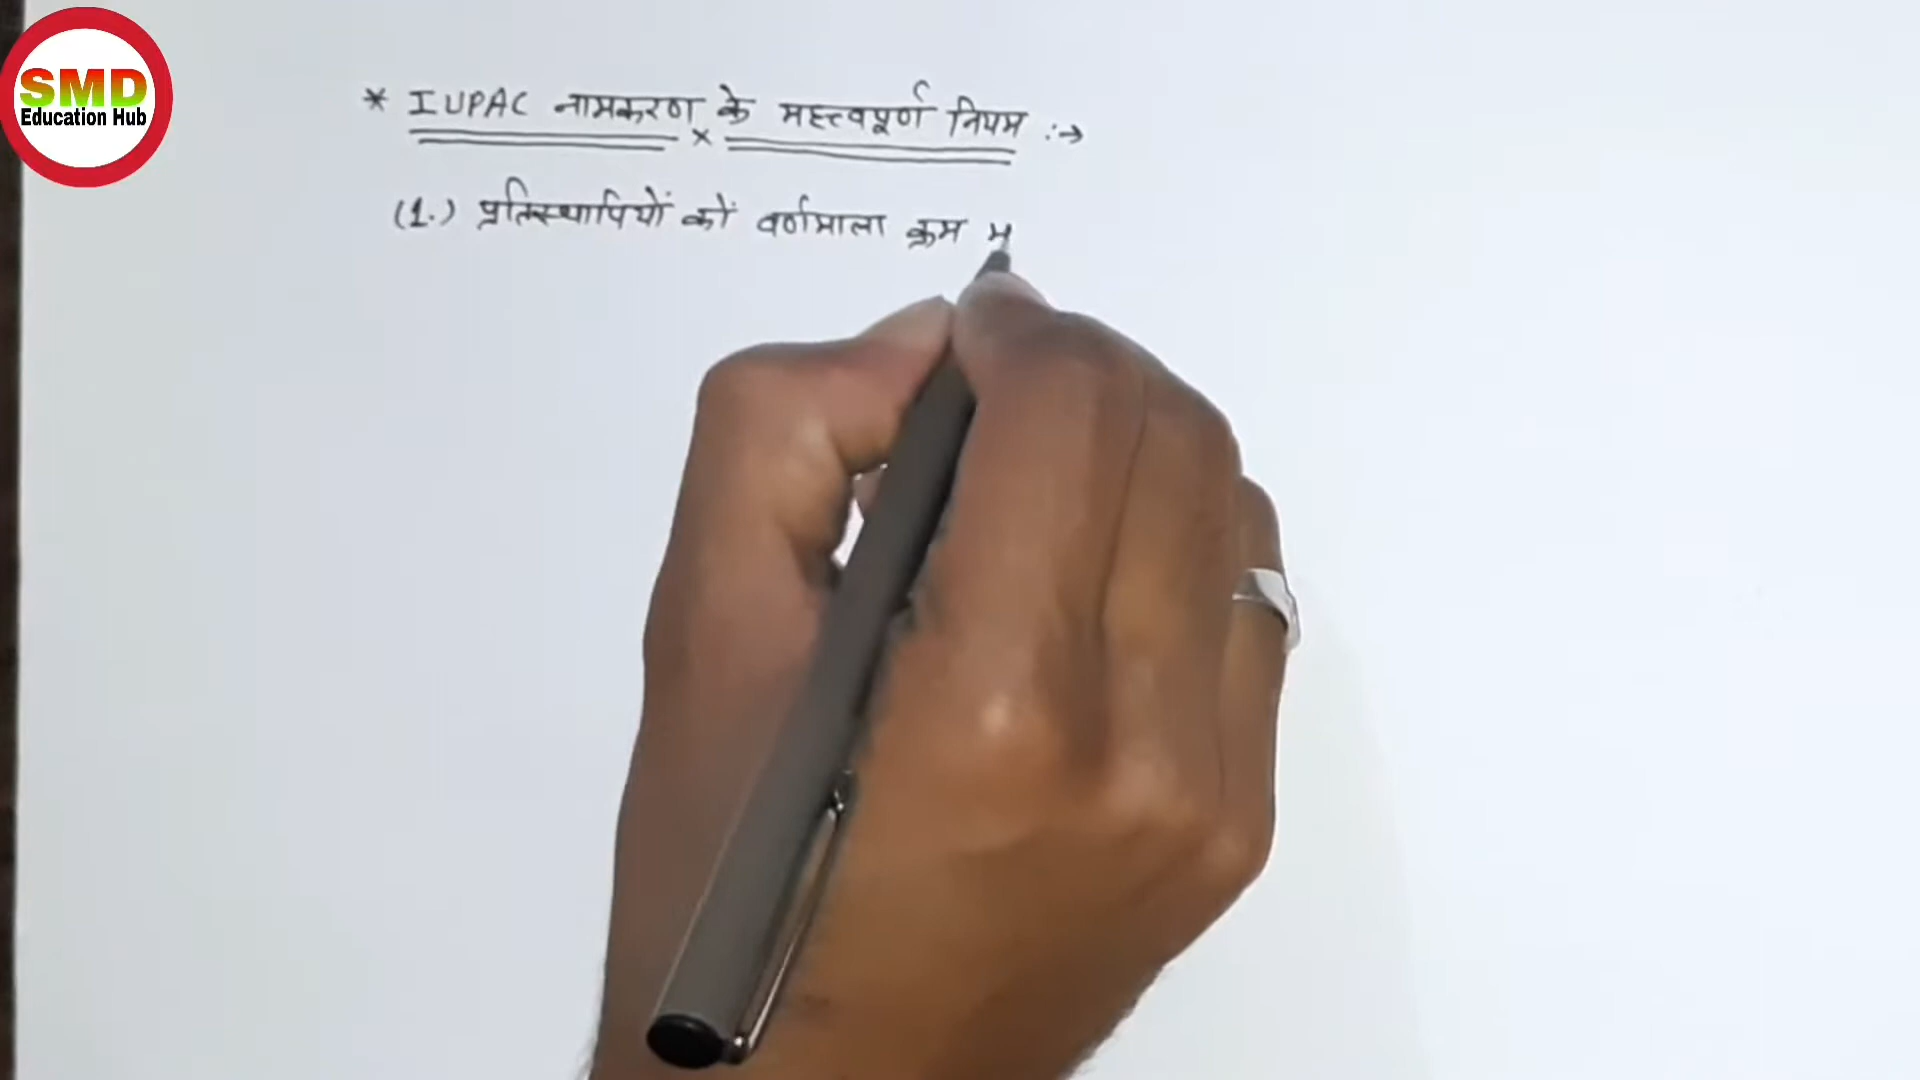 SMD
Education Hub
* IUPAC नामकरण के महत्त्वपूर्ण नियम :→
(1.) प्रतिस्थापियों कों वर्णमाला क्रम म